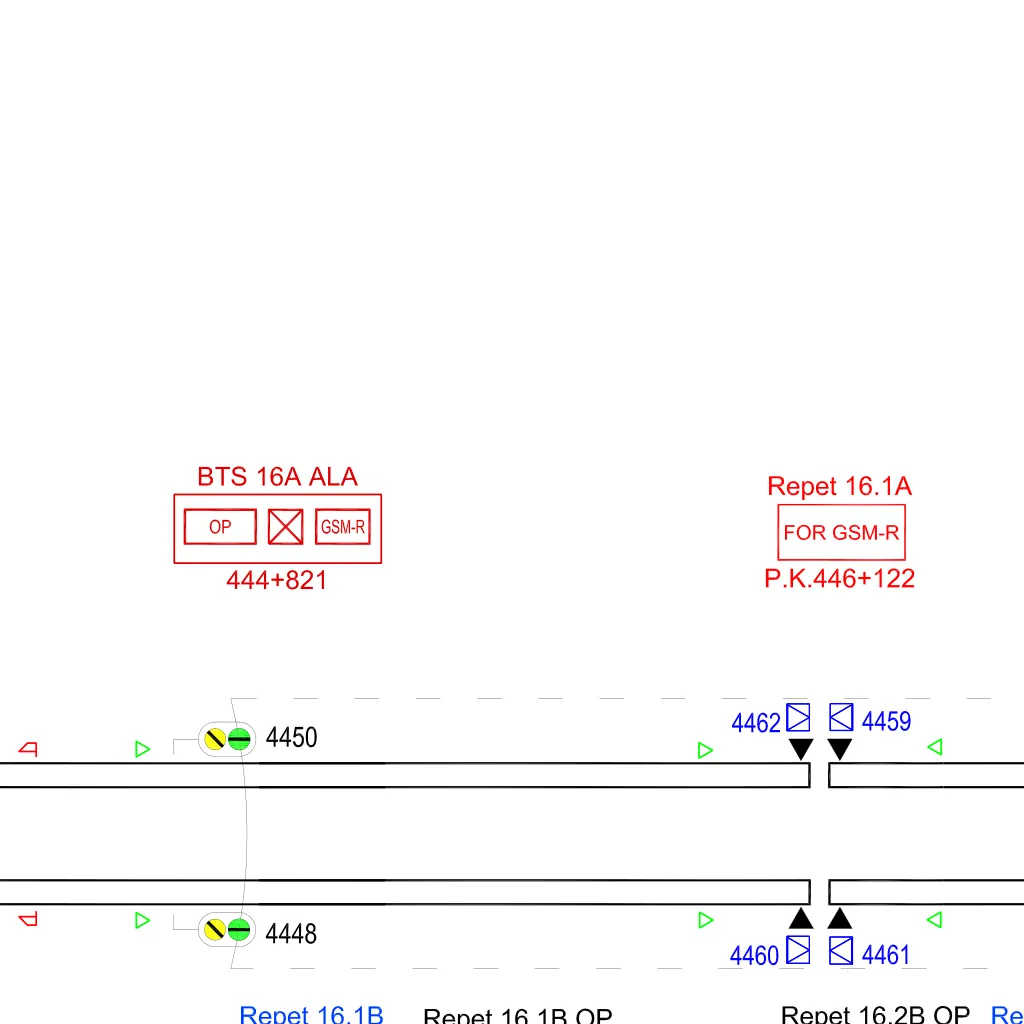 BTS 16A ALA
OP
GSM-R
444+821
Repet 16.1A
FOR GSM-R
P.K.446+122
4462
4459
4450
4448
4460
4461
Repet 16.1B
Repet 16.1B OP
Repet 16.2B OP
Re